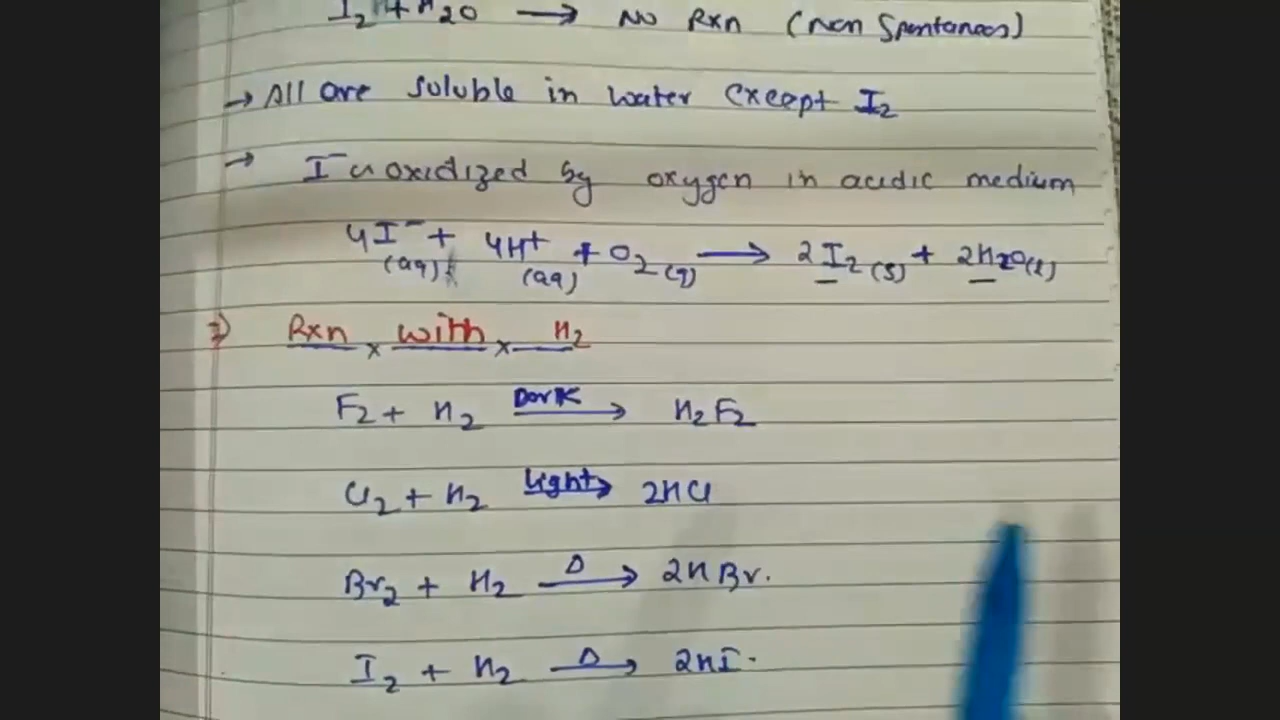 I2 + H2O → No Rxn (non Spontaneos)
→ All are soluble in water except I2
→ I⁻ is oxidized by oxygen in acidic medium
4I⁻ (aq) + 4H⁺ (aq) + O2 (g) → 2I2 (s) + 2H2O (l)
⇒ Rxn with H2
F2 + H2 Dark → H2F2
Cl2 + H2 Light → 2HCl
Br2 + H2 Δ → 2HBr.
I2 + H2 Δ → 2HI.